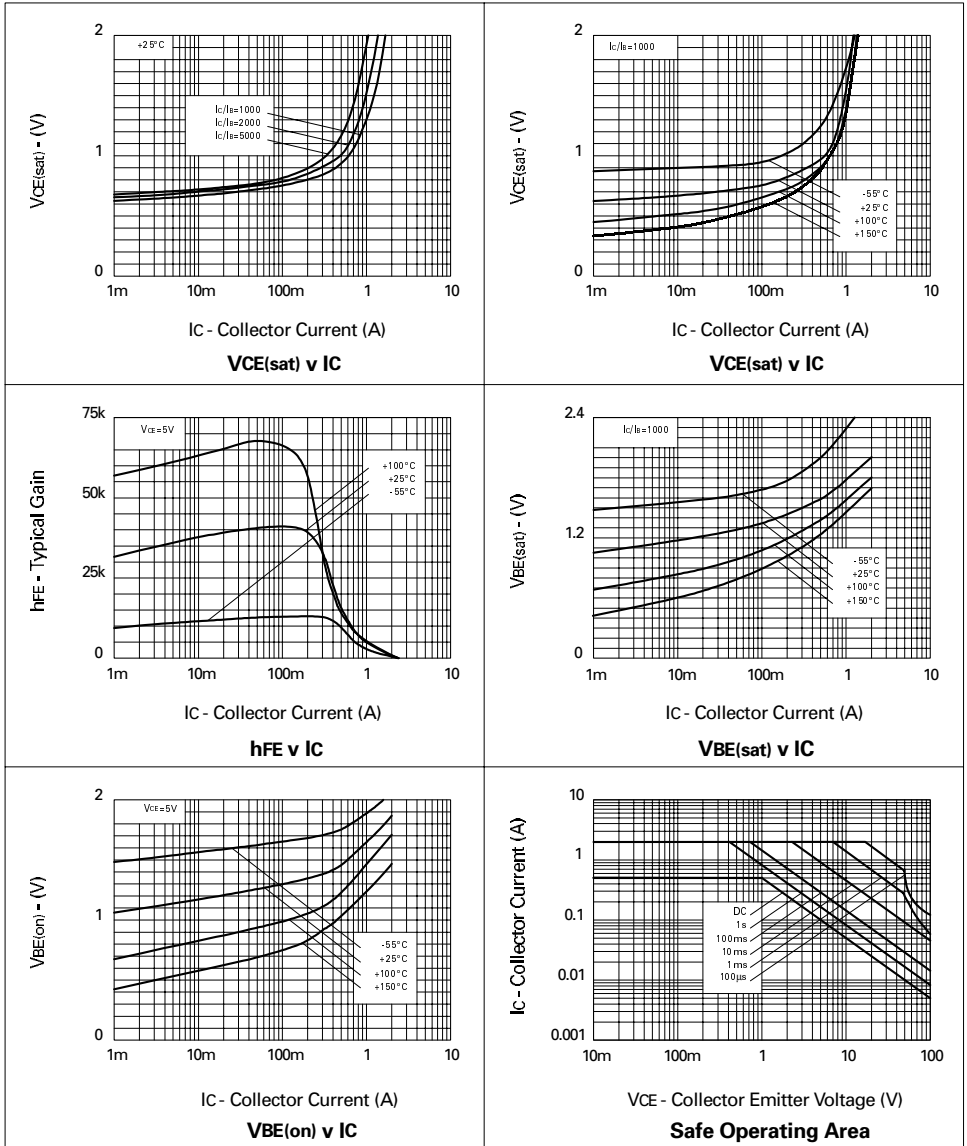 2
+25°C
IC/IB=1000
IC/IB=2000
IC/IB=5000
1
0
1m 10m 100m 1 10
VCE(sat) - (V)
IC - Collector Current (A)
VCE(sat) v IC
2
IC/IB=1000
1
-55°C
+25°C
+100°C
+150°C
0
1m 10m 100m 1 10
VCE(sat) - (V)
IC - Collector Current (A)
VCE(sat) v IC
75k
VCE=5V
+100°C
+25°C
-55°C
50k
25k
0
1m 10m 100m 1 10
hFE - Typical Gain
IC - Collector Current (A)
hFE v IC
2.4
IC/IB=1000
1.2
-55°C
+25°C
+100°C
+150°C
0
1m 10m 100m 1 10
VBE(sat) - (V)
IC - Collector Current (A)
VBE(sat) v IC
2
VCE=5V
1
-55°C
+25°C
+100°C
+150°C
0
1m 10m 100m 1 10
VBE(on) - (V)
IC - Collector Current (A)
VBE(on) v IC
10
1
0.1
DC
1s
100ms
10ms
1ms
100µs
0.01
0.001
10m 100m 1 10 100
IC - Collector Current (A)
VCE - Collector Emitter Voltage (V)
Safe Operating Area